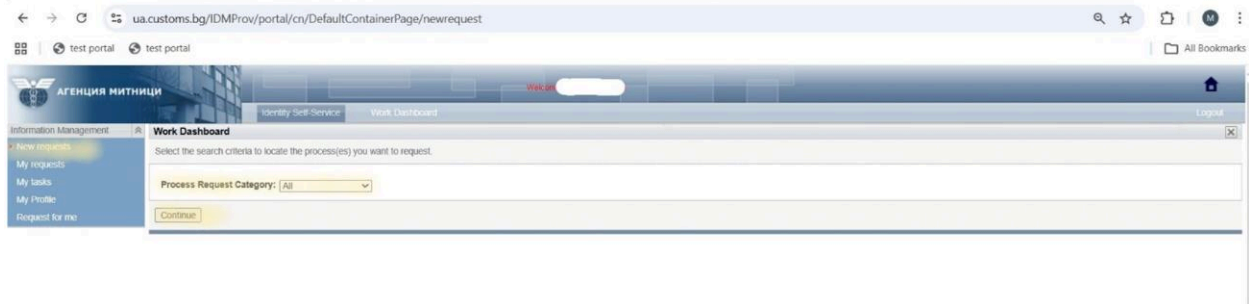 ua.customs.bg/IDMProv/portal/cn/DefaultContainerPage/newrequest
M
test portal test portal All Bookmarks
АГЕНЦИЯ МИТНИЦИ
Identity Self-Service Work Dashboard Logout
Information Management Work Dashboard
New requests Select the search criteria to locate the process(es) you want to request.
My requests
My tasks Process Request Category: All
My Profile
Request for me Continue